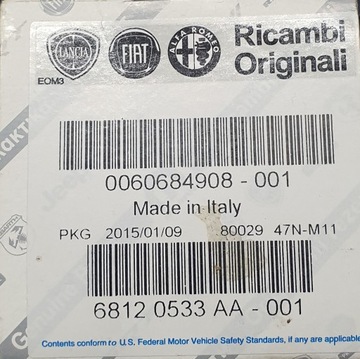 LANCIA FIAT ALFA ROMEO Ricambi
Originali
EOM3
0060684908 - 001
Made in Italy
PKG 2015/01/09 80029 47N-M11
6812 0533 AA - 001
Contents conform to U.S. Federal Motor Vehicle Safety Standards, if any are applicable